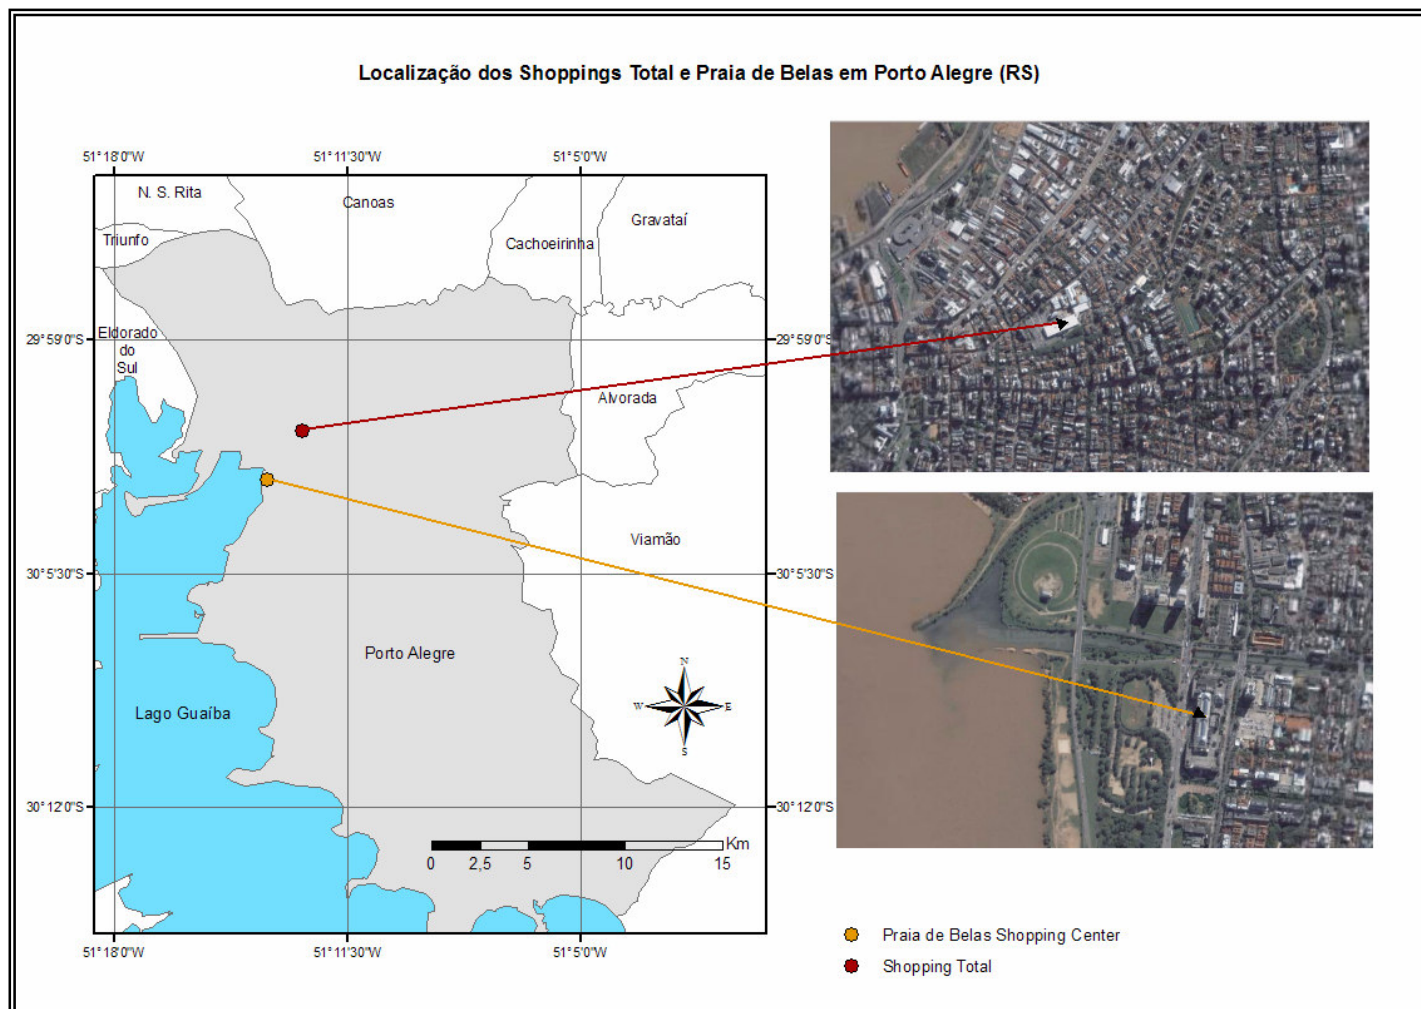 Localização dos Shoppings Total e Praia de Belas em Porto Alegre (RS)
51°18'0"W 51°11'30"W 51°5'0"W
N. S. Rita
Canoas
Gravataí
Triunfo
Cachoeirinha
29°59'0"S
29°59'0"S
Eldorado
do
Sul
Alvorada
Viamão
30°5'30"S
30°5'30"S
Porto Alegre
N
W E
S
Lago Guaíba
30°12'0"S
30°12'0"S
Km
0 2,5 5 10 15
51°18'0"W 51°11'30"W 51°5'0"W
Praia de Belas Shopping Center
Shopping Total